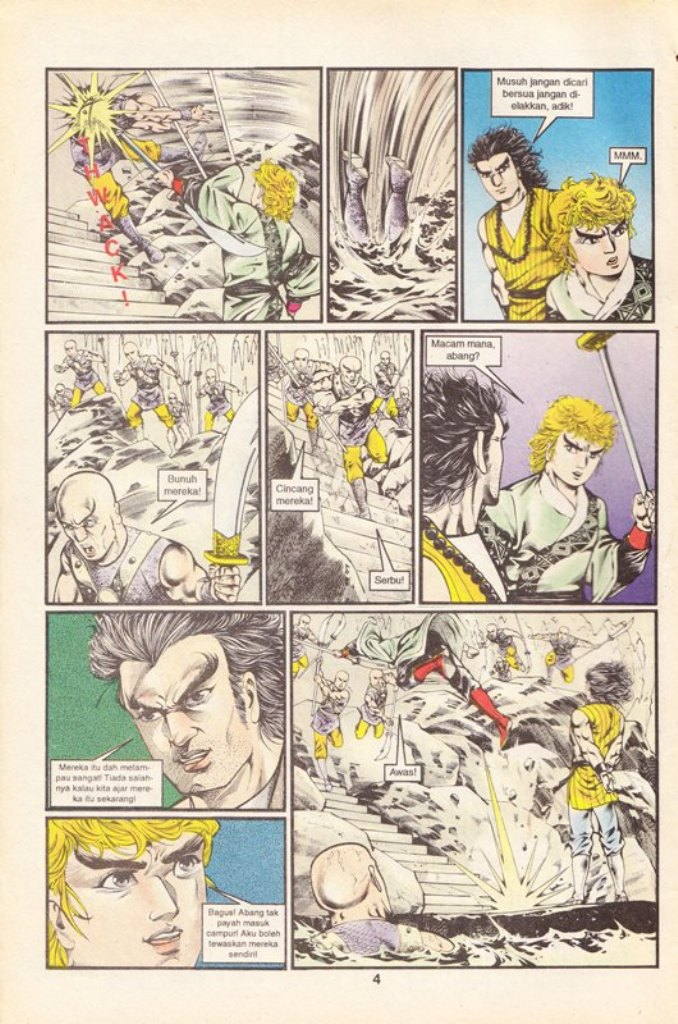 THWACK!
Musuh jangan dicari
bersua jangan di-
elakkan, adik!
MMM.
Bunuh
mereka!
Cincang
mereka!
Serbu!
Macam mana,
abang?
Mereka itu dah melam-
pau sangat! Tiada salah-
nya kalau kita ajar mere-
ka itu sekarang!
Awas!
Bagus! Abang tak
payah masuk
campur! Aku boleh
tewaskan mereka
sendiri!
4